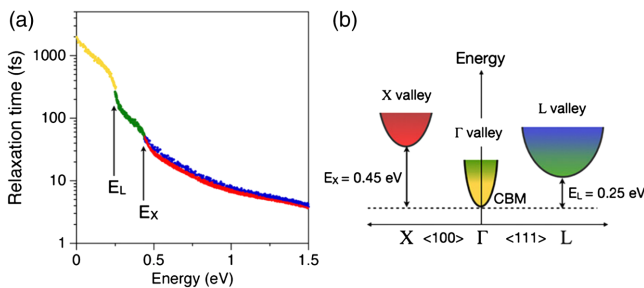 (a)
Relaxation time (fs)
1000
100
10
1
E_L
E_X
0
0.5
1
1.5
Energy (eV)
(b)
Energy
X valley
Γ valley
L valley
E_X = 0.45 eV
CBM
E_L = 0.25 eV
X <100> Γ <111> L